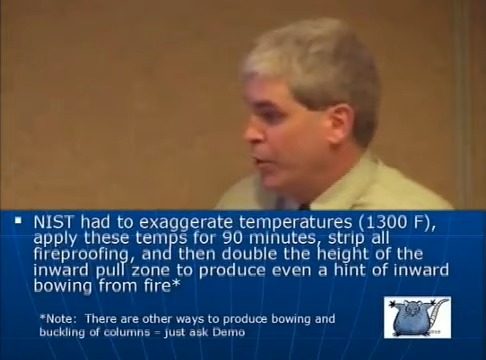 ▪ NIST had to exaggerate temperatures (1300 F),
apply these temps for 90 minutes, strip all
fireproofing, and then double the height of the
inward pull zone to produce even a hint of inward
bowing from fire*
*Note: There are other ways to produce bowing and
buckling of columns = just ask Demo